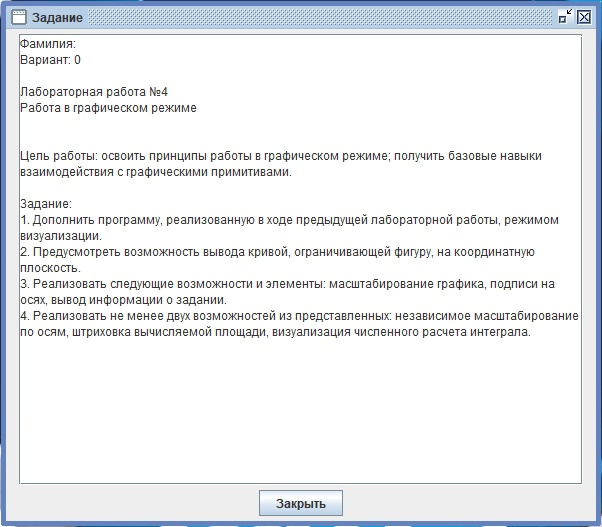 Задание
Фамилия:
Вариант: 0
Лабораторная работа №4
Работа в графическом режиме
Цель работы: освоить принципы работы в графическом режиме; получить базовые навыки
взаимодействия с графическими примитивами.
Задание:
1. Дополнить программу, реализованную в ходе предыдущей лабораторной работы, режимом
визуализации.
2. Предусмотреть возможность вывода кривой, ограничивающей фигуру, на координатную
плоскость.
3. Реализовать следующие возможности и элементы: масштабирование графика, подписи на
осях, вывод информации о задании.
4. Реализовать не менее двух возможностей из представленных: независимое масштабирование
по осям, штриховка вычисляемой площади, визуализация численного расчета интеграла.
Закрыть